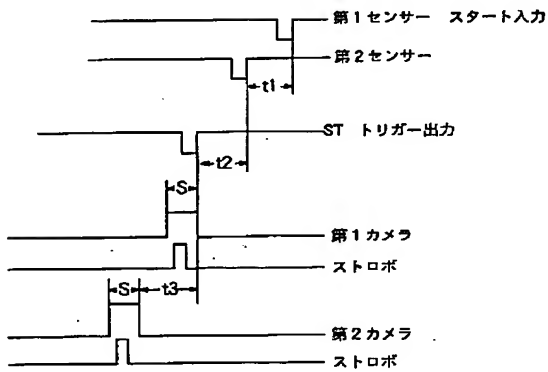 第1センサー スタート入力
第2センサー
t1
ST トリガー出力
t2
S
第1カメラ
ストロボ
S
t3
第2カメラ
ストロボ